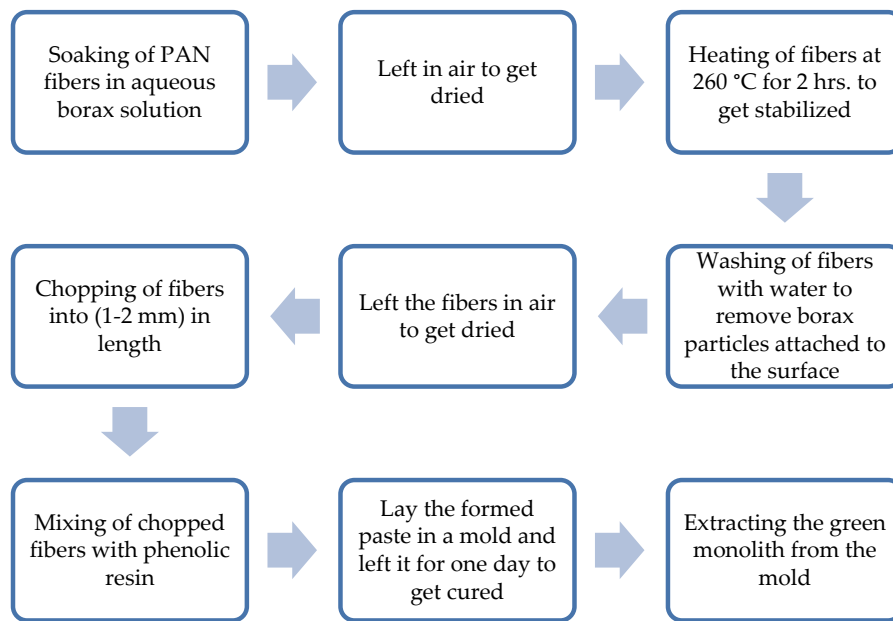 Soaking of PAN
fibers in aqueous
borax solution
Left in air to get
dried
Heating of fibers at
260 °C for 2 hrs. to
get stabilized
Washing of fibers
with water to
remove borax
particles attached to
the surface
Left the fibers in air
to get dried
Chopping of fibers
into (1-2 mm) in
length
Mixing of chopped
fibers with phenolic
resin
Lay the formed
paste in a mold and
left it for one day to
get cured
Extracting the green
monolith from the
mold